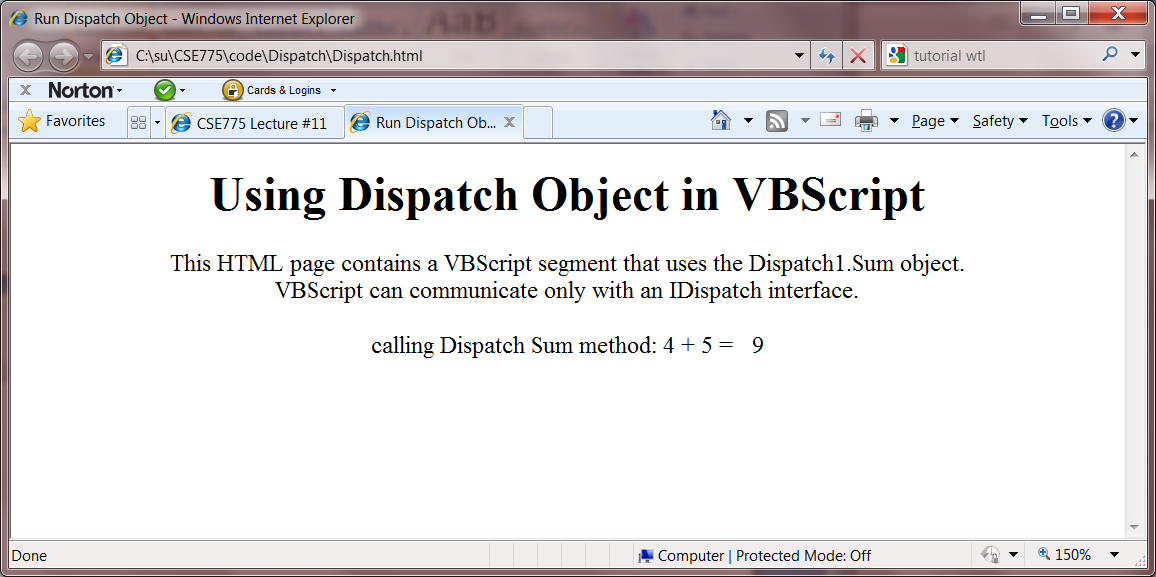 Run Dispatch Object - Windows Internet Explorer
C:\su\CSE775\code\Dispatch\Dispatch.html
tutorial wtl
Norton
Cards & Logins
Favorites
CSE775 Lecture #11
Run Dispatch Ob...
Page
Safety
Tools
Using Dispatch Object in VBScript
This HTML page contains a VBScript segment that uses the Dispatch1.Sum object.
VBScript can communicate only with an IDispatch interface.
calling Dispatch Sum method: 4 + 5 = 9
Done
Computer | Protected Mode: Off
150%